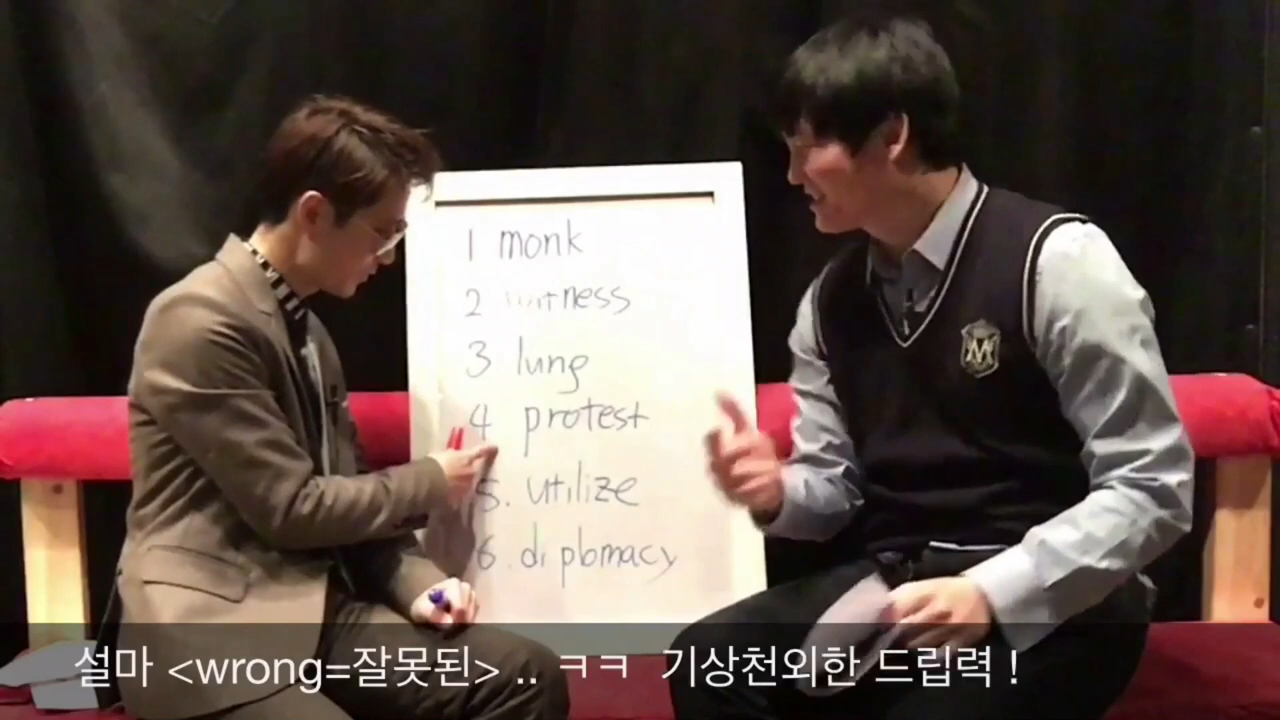 1 monk
2 witness
3 lung
4 protest
5. utilize
6. diplomacy
M
설마 <wrong=잘못된> .. ㅋㅋ 기상천외한 드립력 !